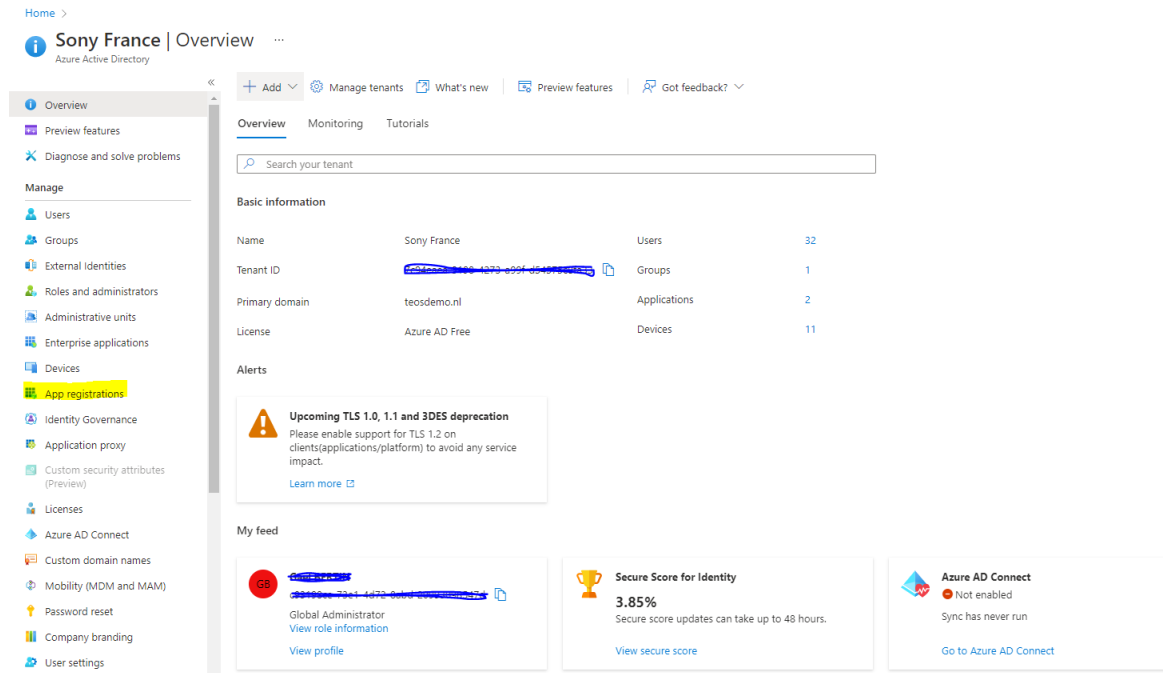 Home >
Sony France | Overview ...
Azure Active Directory
«
Overview
Preview features
Diagnose and solve problems
Manage
Users
Groups
External Identities
Roles and administrators
Administrative units
Enterprise applications
Devices
App registrations
Identity Governance
Application proxy
Custom security attributes
(Preview)
Licenses
Azure AD Connect
Custom domain names
Mobility (MDM and MAM)
Password reset
Company branding
User settings
+ Add Manage tenants What's new Preview features Got feedback?
Overview Monitoring Tutorials
Search your tenant
Basic information
Name Sony France Users 32
Tenant ID Groups 1
Primary domain teosdemo.nl Applications 2
License Azure AD Free Devices 11
Alerts
Upcoming TLS 1.0, 1.1 and 3DES deprecation
Please enable support for TLS 1.2 on
clients(applications/platform) to avoid any service
impact.
Learn more
My feed
GB
Global Administrator
View role information
View profile
Secure Score for Identity
3.85%
Secure score updates can take up to 48 hours.
View secure score
Azure AD Connect
Not enabled
Sync has never run
Go to Azure AD Connect